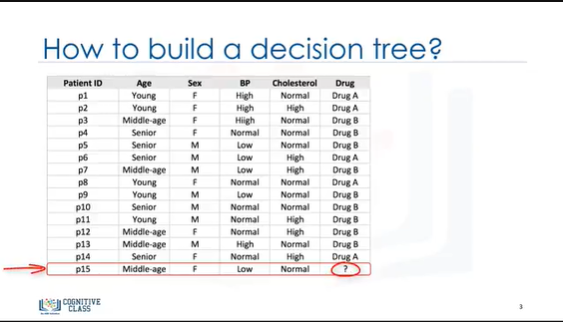 How to build a decision tree?
Patient ID Age Sex BP Cholesterol Drug
p1 Young F High Normal Drug A
p2 Young F High High Drug A
p3 Middle-age F Hiigh Normal Drug B
p4 Senior F Normal Normal Drug B
p5 Senior M Low Normal Drug B
p6 Senior M Low High Drug A
p7 Middle-age M Low High Drug B
p8 Young F Normal Normal Drug A
p9 Young M Low Normal Drug B
p10 Senior M Normal Normal Drug B
p11 Young M Normal High Drug B
p12 Middle-age F Normal High Drug B
p13 Middle-age M High Normal Drug B
p14 Senior F Normal High Drug A
p15 Middle-age F Low Normal ?
COGNITIVE
CLASS
3